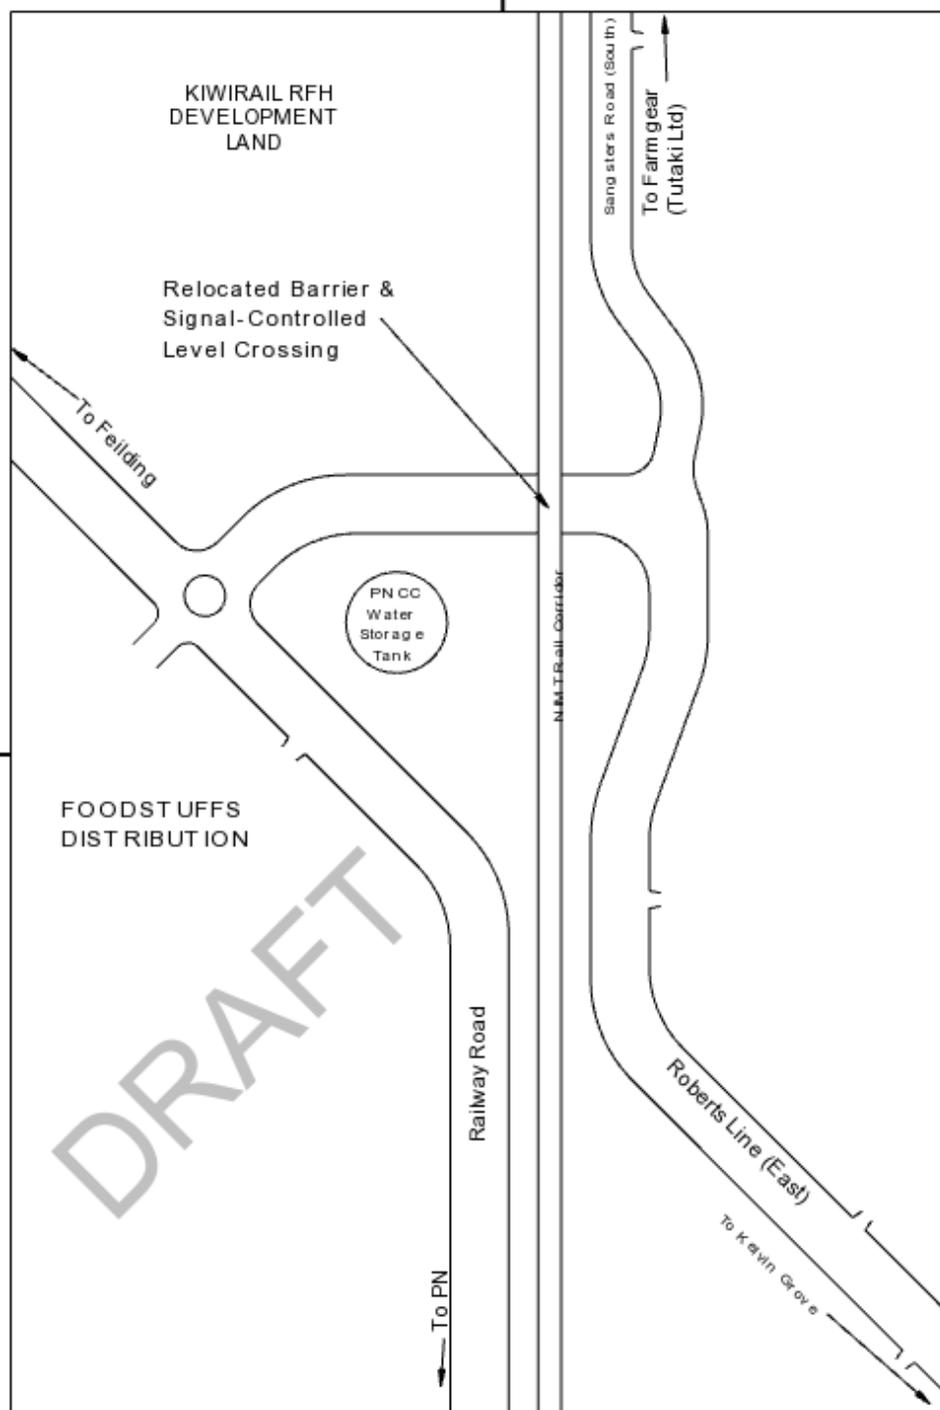 KIWIRAIL RFH
DEVELOPMENT
LAND
Sangsters Road (South)
To Farmgear
(Tutaki Ltd)
Relocated Barrier &
Signal-Controlled
Level Crossing
To Feilding
PNCC
Water
Storage
Tank
NIMT Rail Corridor
FOODSTUFFS
DISTRIBUTION
DRAFT
Railway Road
Roberts Line (East)
To Kelvin Grove
To PN